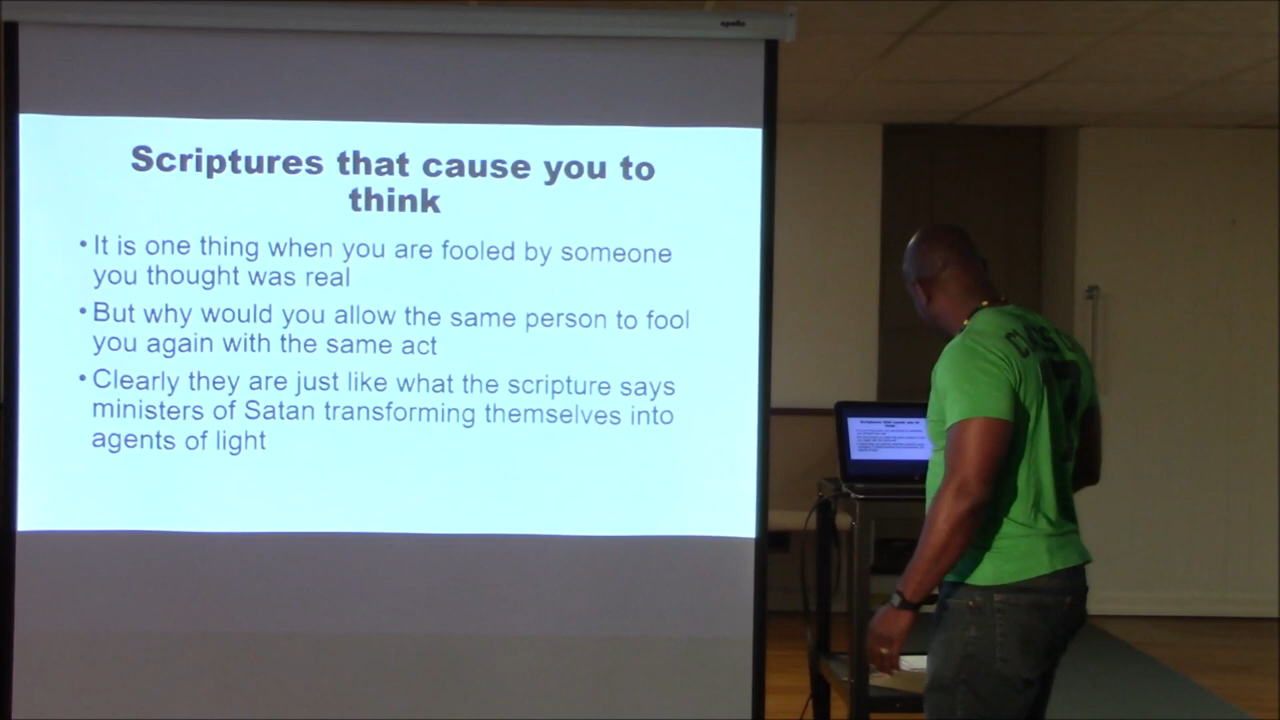 apollo
Scriptures that cause you to
think
• It is one thing when you are fooled by someone
you thought was real
• But why would you allow the same person to fool
you again with the same act
• Clearly they are just like what the scripture says
ministers of Satan transforming themselves into
agents of light